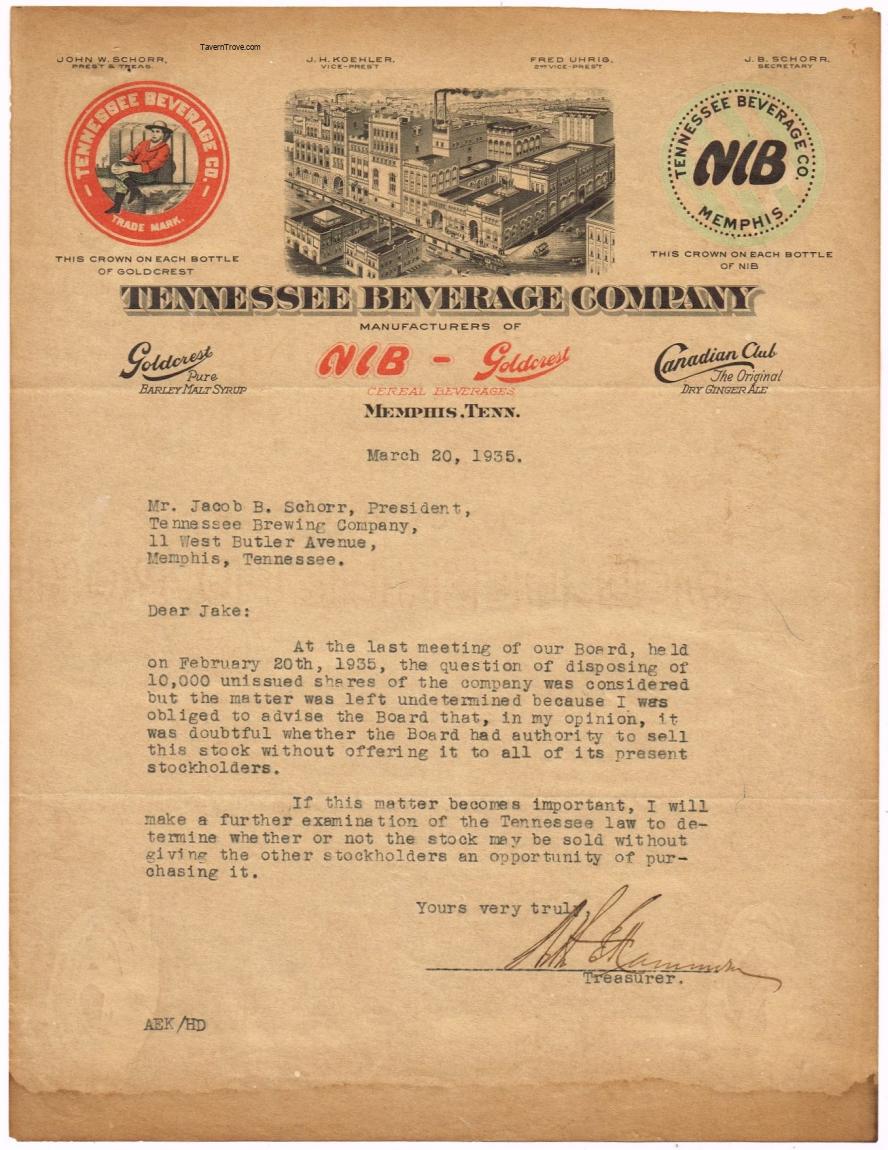 TavernTrove.com
JOHN W. SCHORR,
PREST & TREAS.
J. H. KOEHLER,
VICE-PREST
FRED UHRIG,
2ND VICE-PRES'T
J. B. SCHORR,
SECRETARY
TENNESSEE BEVERAGE CO.
TRADE MARK.
TENNESSEE BEVERAGE CO.
NIB
MEMPHIS
THIS CROWN ON EACH BOTTLE
OF GOLDCREST
THIS CROWN ON EACH BOTTLE
OF NIB
TENNESSEE BEVERAGE COMPANY
MANUFACTURERS OF
Goldcrest
Pure
BARLEY MALT SYRUP
NIB - Goldcrest
CEREAL BEVERAGES
Canadian Club
The Original
DRY GINGER ALE
MEMPHIS, TENN.
March 20, 1935.
Mr. Jacob B. Schorr, President,
Tennessee Brewing Company,
11 West Butler Avenue,
Memphis, Tennessee.
Dear Jake:
At the last meeting of our Board, held
on February 20th, 1935, the question of disposing of
10,000 unissued shares of the company was considered
but the matter was left undetermined because I was
obliged to advise the Board that, in my opinion, it
was doubtful whether the Board had authority to sell
this stock without offering it to all of its present
stockholders.
If this matter becomes important, I will
make a further examination of the Tennessee law to de-
termine whether or not the stock may be sold without
giving the other stockholders an opportunity of pur-
chasing it.
Yours very truly,
Treasurer.
AEK/HD